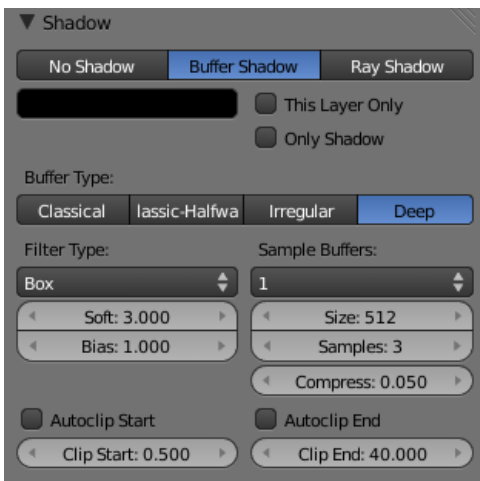 Shadow
No Shadow Buffer Shadow Ray Shadow
This Layer Only
Only Shadow
Buffer Type:
Classical lassic-Halfwa Irregular Deep
Filter Type: Sample Buffers:
Box 1
Soft: 3.000 Size: 512
Bias: 1.000 Samples: 3
Compress: 0.050
Autoclip Start Autoclip End
Clip Start: 0.500 Clip End: 40.000